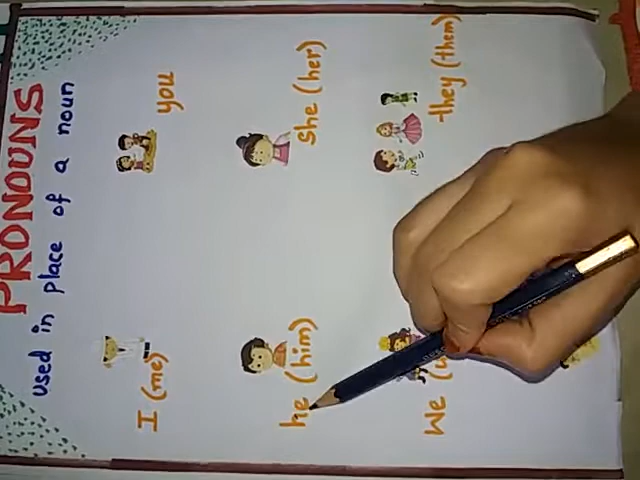 PRONOUNS
used in place of a noun
I (me)
you
he (him)
she (her)
We
they (them)